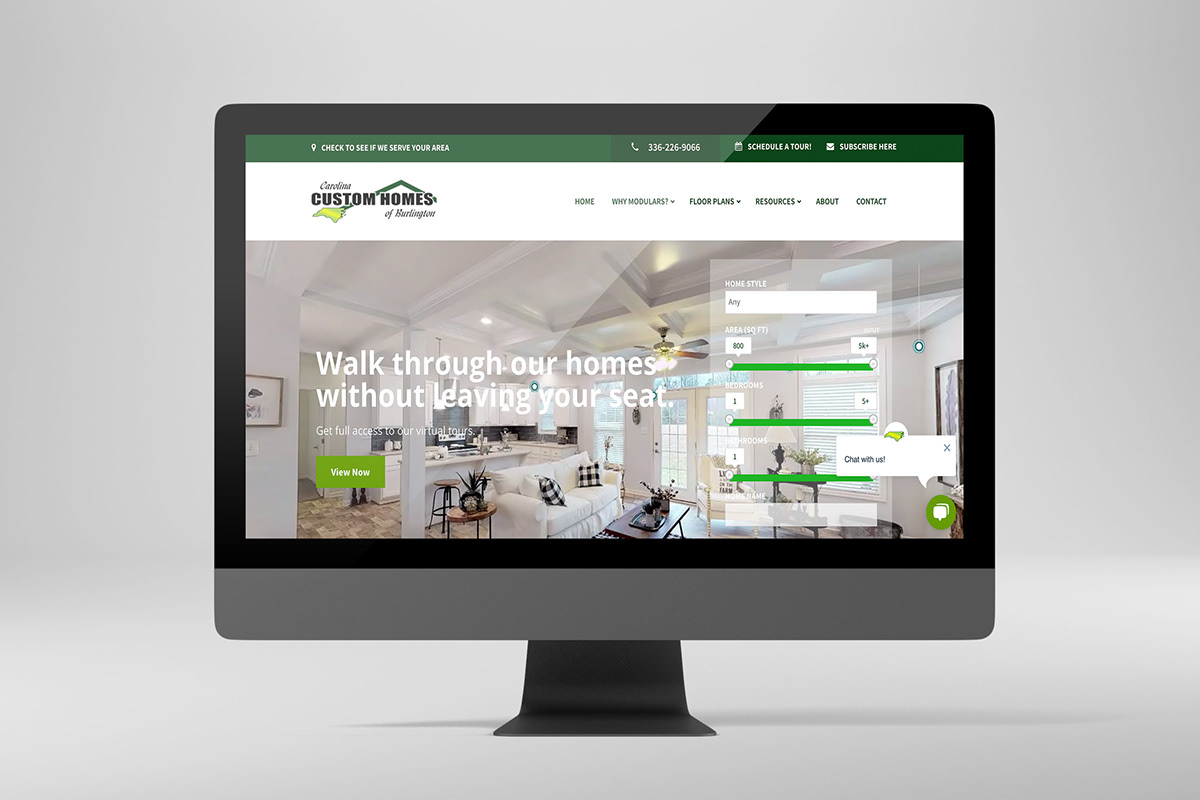 CHECK TO SEE IF WE SERVE YOUR AREA
336-226-9066
SCHEDULE A TOUR!
SUBSCRIBE HERE
Carolina
CUSTOM HOMES
of Burlington
HOME
WHY MODULARS?
FLOOR PLANS
RESOURCES
ABOUT
CONTACT
Walk through our homes
without leaving your seat.
Get full access to our virtual tours.
View Now
HOME STYLE
Any
AREA (SQ FT)
INPUT
800
5k+
BEDROOMS
1
5+
BATHROOMS
1
HOME NAME
Chat with us!
X